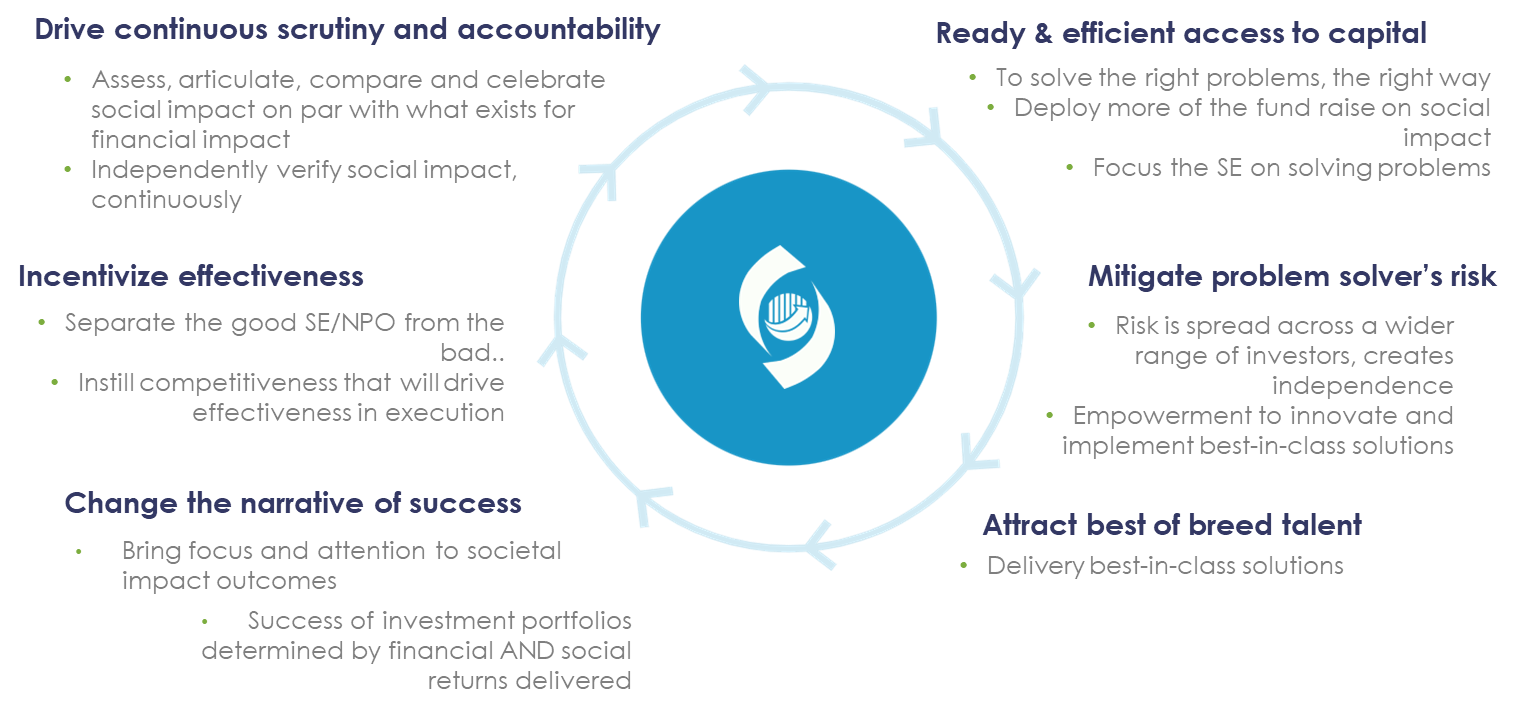 Drive continuous scrutiny and accountability
• Assess, articulate, compare and celebrate
social impact on par with what exists for
financial impact
• Independently verify social impact,
continuously
Incentivize effectiveness
• Separate the good SE/NPO from the
bad..
• Instill competitiveness that will drive
effectiveness in execution
Change the narrative of success
• Bring focus and attention to societal
impact outcomes
• Success of investment portfolios
determined by financial AND social
returns delivered
Ready & efficient access to capital
• To solve the right problems, the right way
• Deploy more of the fund raise on social
impact
• Focus the SE on solving problems
Mitigate problem solver’s risk
• Risk is spread across a wider
range of investors, creates
independence
• Empowerment to innovate and
implement best-in-class solutions
Attract best of breed talent
• Delivery best-in-class solutions